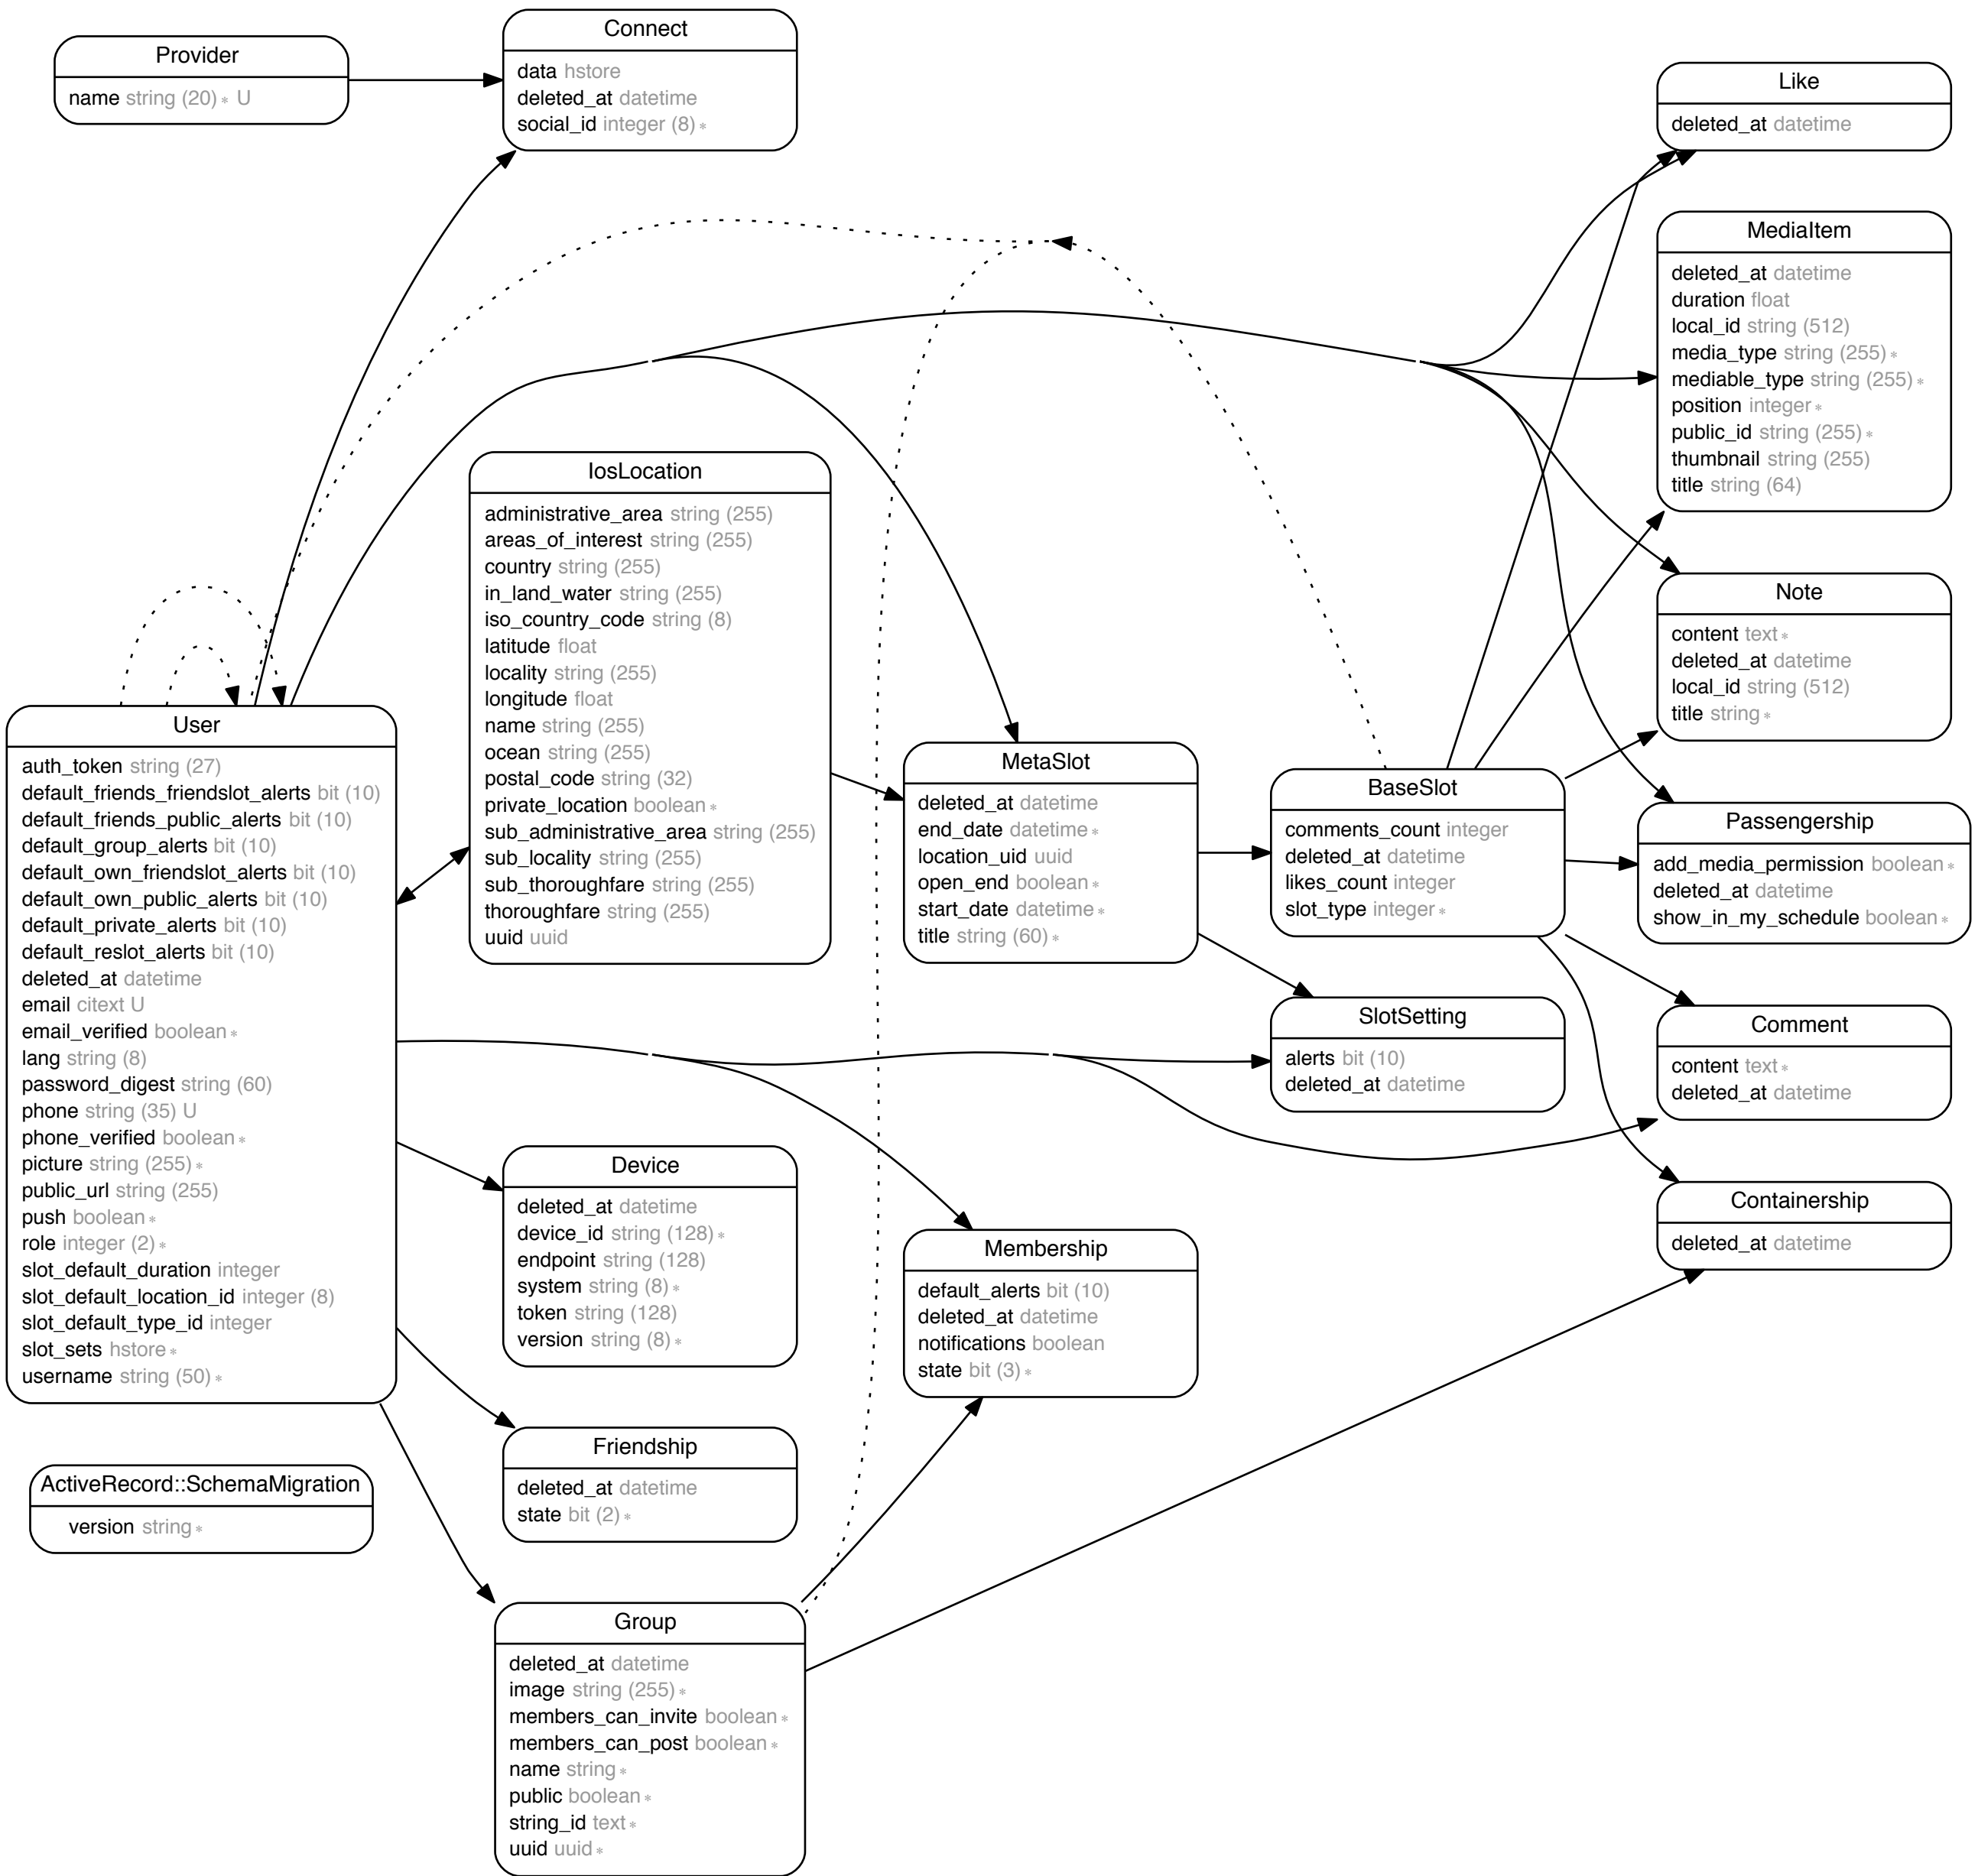 Provider
name string (20) * U
Connect
data hstore
deleted_at datetime
social_id integer (8) *
Like
deleted_at datetime
MediaItem
deleted_at datetime
duration float
local_id string (512)
media_type string (255) *
mediable_type string (255) *
position integer *
public_id string (255) *
thumbnail string (255)
title string (64)
IosLocation
administrative_area string (255)
areas_of_interest string (255)
country string (255)
in_land_water string (255)
iso_country_code string (8)
latitude float
locality string (255)
longitude float
name string (255)
ocean string (255)
postal_code string (32)
private_location boolean *
sub_administrative_area string (255)
sub_locality string (255)
sub_thoroughfare string (255)
thoroughfare string (255)
uuid uuid
Note
content text *
deleted_at datetime
local_id string (512)
title string *
User
auth_token string (27)
default_friends_friendslot_alerts bit (10)
default_friends_public_alerts bit (10)
default_group_alerts bit (10)
default_own_friendslot_alerts bit (10)
default_own_public_alerts bit (10)
default_private_alerts bit (10)
default_reslot_alerts bit (10)
deleted_at datetime
email citext U
email_verified boolean *
lang string (8)
password_digest string (60)
phone string (35) U
phone_verified boolean *
picture string (255) *
public_url string (255)
push boolean *
role integer (2) *
slot_default_duration integer
slot_default_location_id integer (8)
slot_default_type_id integer
slot_sets hstore *
username string (50) *
MetaSlot
deleted_at datetime
end_date datetime *
location_uid uuid
open_end boolean *
start_date datetime *
title string (60) *
BaseSlot
comments_count integer
deleted_at datetime
likes_count integer
slot_type integer *
Passengership
add_media_permission boolean *
deleted_at datetime
show_in_my_schedule boolean *
SlotSetting
alerts bit (10)
deleted_at datetime
Comment
content text *
deleted_at datetime
Device
deleted_at datetime
device_id string (128) *
endpoint string (128)
system string (8) *
token string (128)
version string (8) *
Membership
default_alerts bit (10)
deleted_at datetime
notifications boolean
state bit (3) *
Containership
deleted_at datetime
Friendship
deleted_at datetime
state bit (2) *
ActiveRecord::SchemaMigration
version string *
Group
deleted_at datetime
image string (255) *
members_can_invite boolean *
members_can_post boolean *
name string *
public boolean *
string_id text *
uuid uuid *